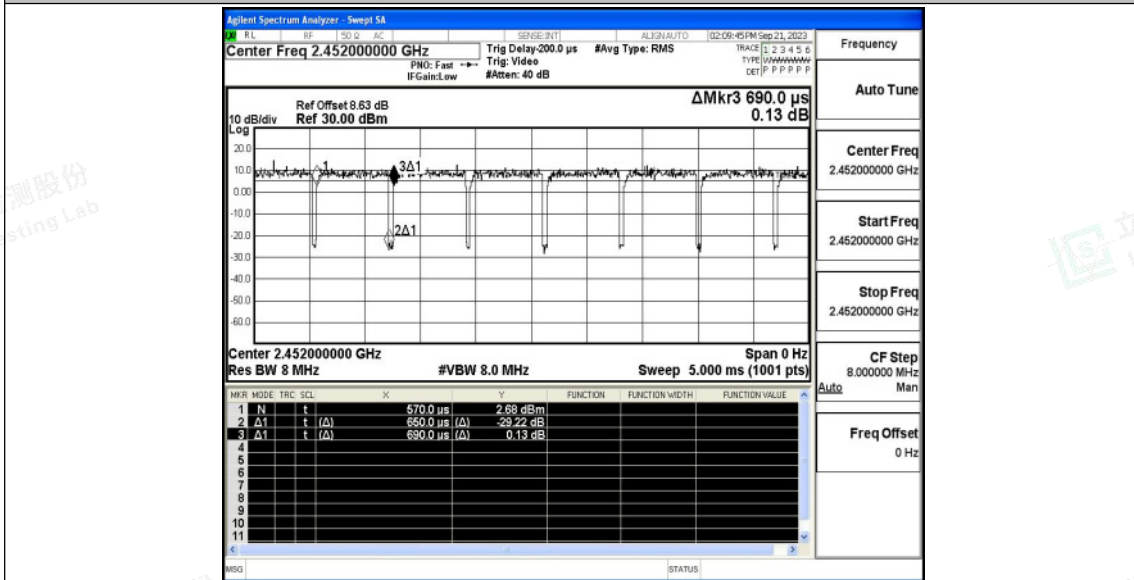 Agilent Spectrum Analyzer - Swept SA
RL RF 50 Ω AC SENSE:INT ALIGNAUTO 02:09:45 PM Sep 21, 2023
Center Freq 2.452000000 GHz
PNO: Fast
IFGain:Low
Trig Delay-200.0 µs
Trig: Video
#Atten: 40 dB
#Avg Type: RMS
TRACE 1 2 3 4 5 6
TYPE WWWWWW
DET P P P P P P
Frequency
Auto Tune
Center Freq
2.452000000 GHz
Start Freq
2.452000000 GHz
Stop Freq
2.452000000 GHz
CF Step
8.000000 MHz
Auto Man
Freq Offset
0 Hz
ΔMkr3 690.0 µs
0.13 dB
Ref Offset 8.63 dB
10 dB/div Ref 30.00 dBm
Log
20.0
10.0
0.00
-10.0
-20.0
-30.0
-40.0
-50.0
-60.0
1
3Δ1
2Δ1
Center 2.452000000 GHz Span 0 Hz
Res BW 8 MHz #VBW 8.0 MHz Sweep 5.000 ms (1001 pts)
MKR MODE TRC SCL X Y FUNCTION FUNCTION WIDTH FUNCTION VALUE
1 N t 570.0 µs 2.68 dBm
2 Δ1 t (Δ) 650.0 µs (Δ) -29.22 dB
3 Δ1 t (Δ) 690.0 µs (Δ) 0.13 dB
4
5
6
7
8
9
10
11
MSG STATUS
测股份
sting Lab
立